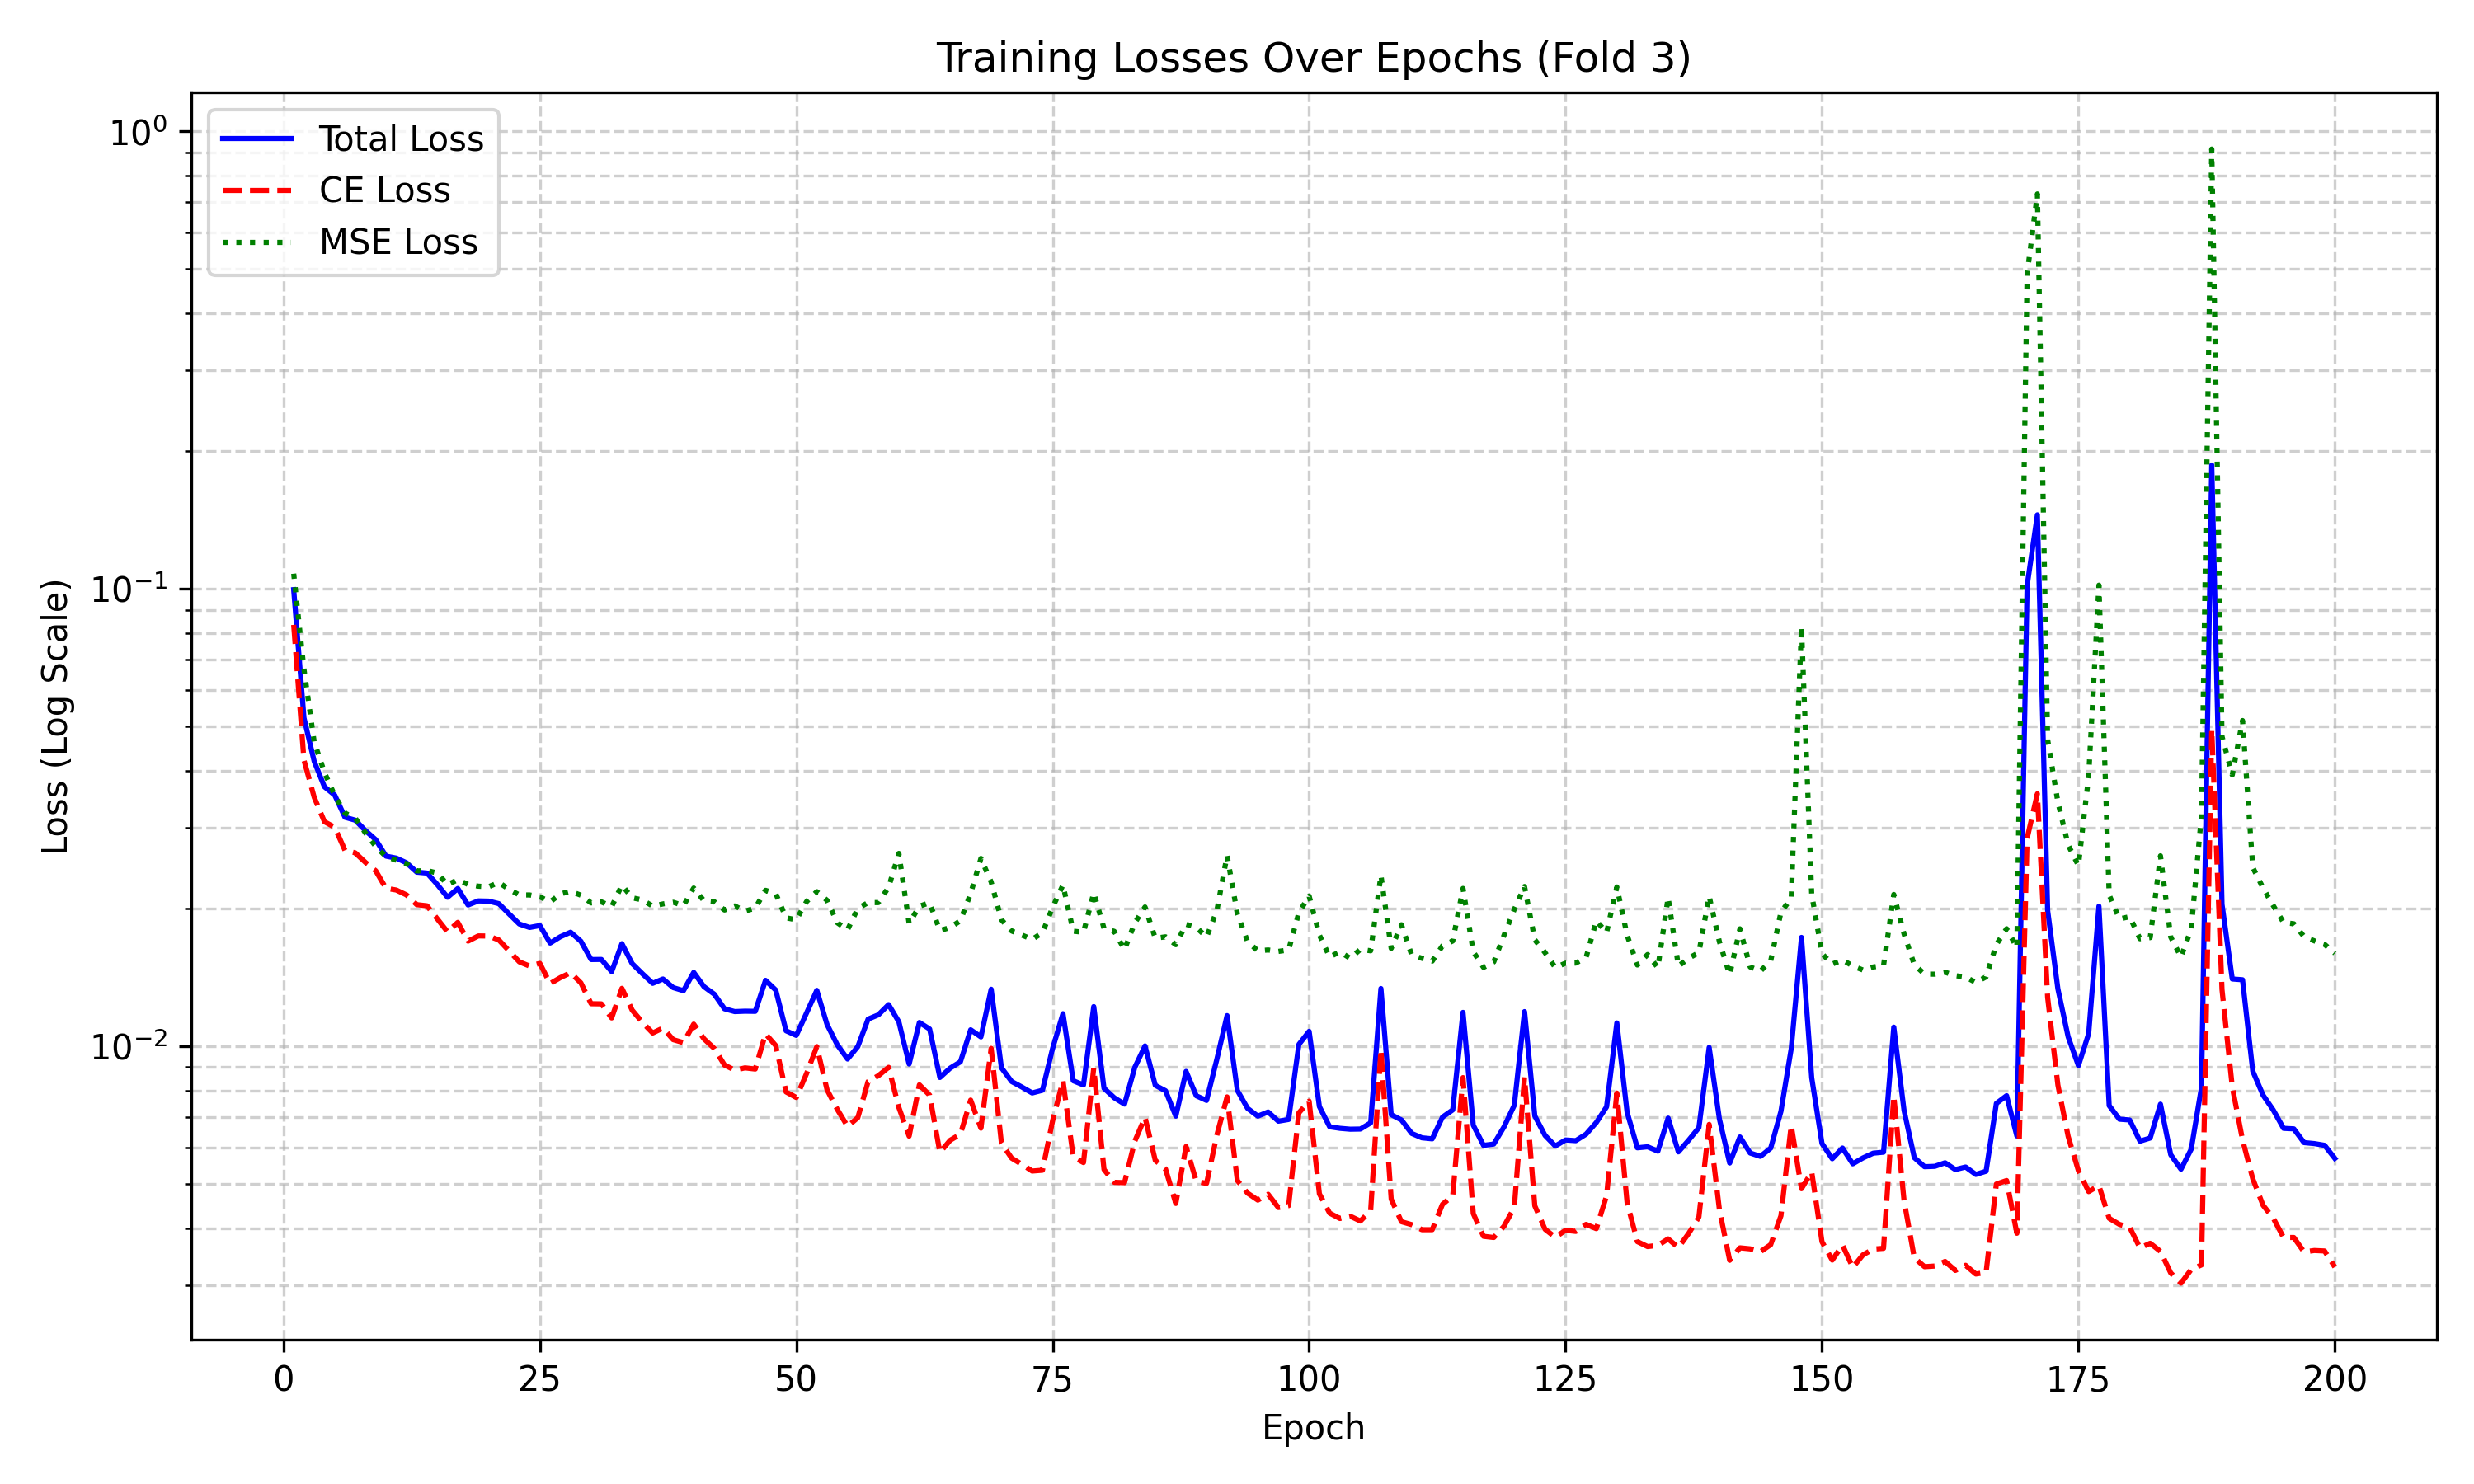 Training Losses Over Epochs (Fold 3)
Total Loss
CE Loss
MSE Loss
10⁰
10⁻¹
10⁻²
Loss (Log Scale)
0 25 50 75 100 125 150 175 200
Epoch